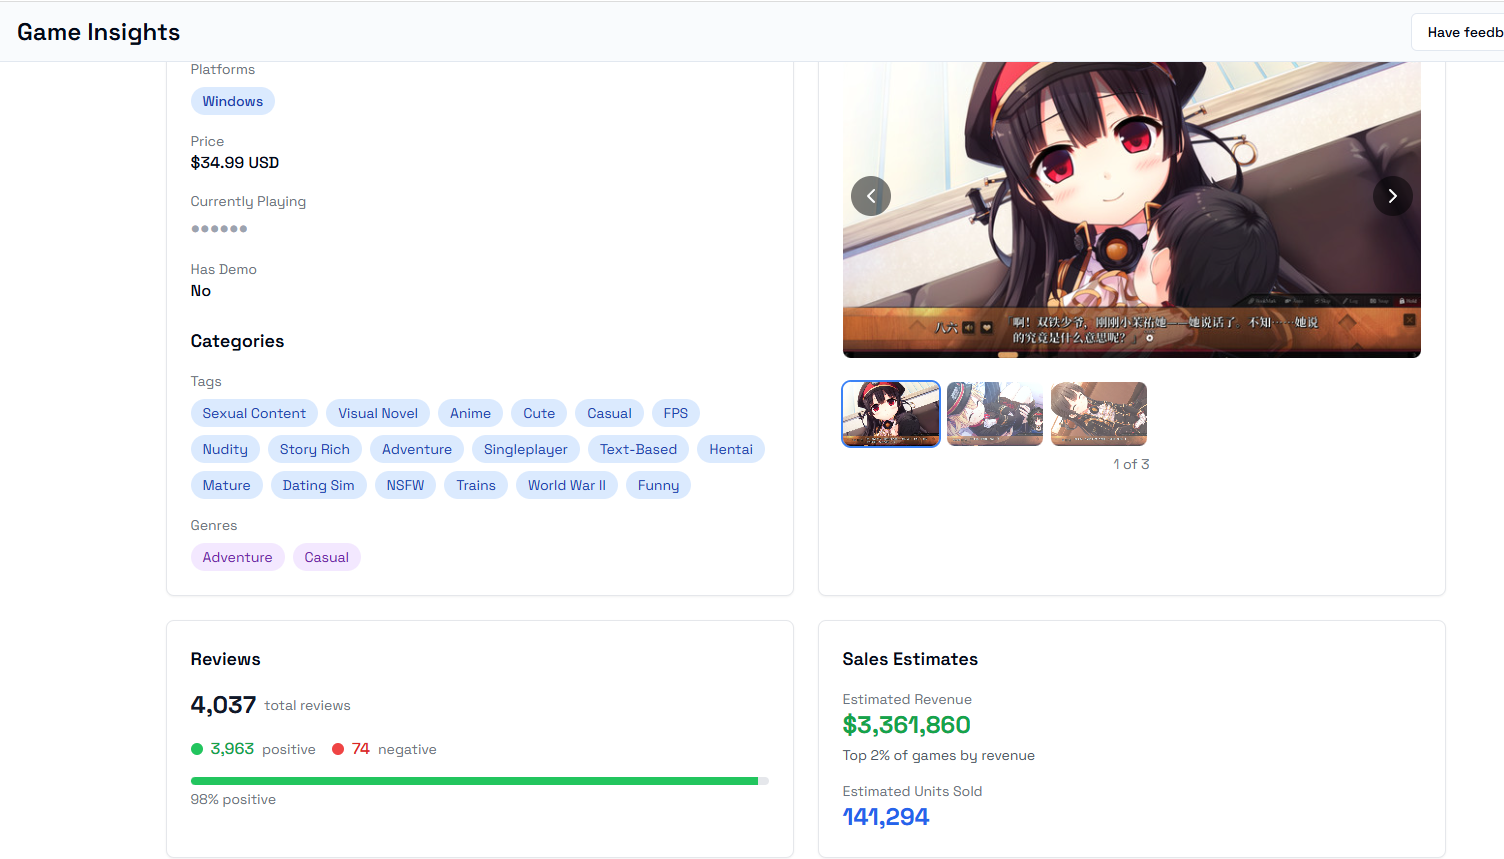 Game Insights
Have feedb
Platforms
Windows
Price
$34.99 USD
Currently Playing
Has Demo
No
Categories
Tags
Sexual Content
Visual Novel
Anime
Cute
Casual
FPS
Nudity
Story Rich
Adventure
Singleplayer
Text-Based
Hentai
Mature
Dating Sim
NSFW
Trains
World War II
Funny
Genres
Adventure
Casual
八六
『啊!双铁少爷,刚刚小茱祐她——她说话了,不知……她说
的究竟是什么意思呢?』
1 of 3
Reviews
4,037 total reviews
3,963 positive 74 negative
98% positive
Sales Estimates
Estimated Revenue
$3,361,860
Top 2% of games by revenue
Estimated Units Sold
141,294